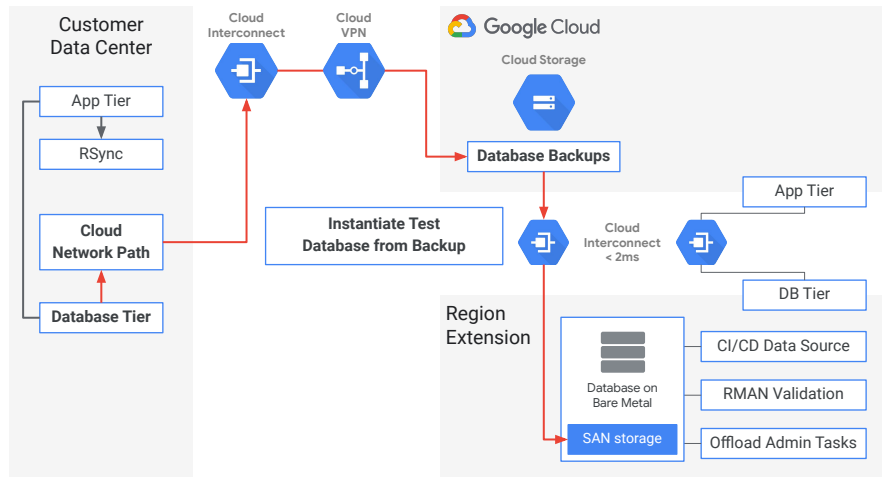 Customer
Data Center
App Tier
RSync
Cloud
Network Path
Database Tier
Cloud
Interconnect
Cloud
VPN
Google Cloud
Cloud Storage
Database Backups
Instantiate Test
Database from Backup
Cloud
Interconnect
< 2ms
App Tier
DB Tier
Region
Extension
Database on
Bare Metal
SAN storage
CI/CD Data Source
RMAN Validation
Offload Admin Tasks